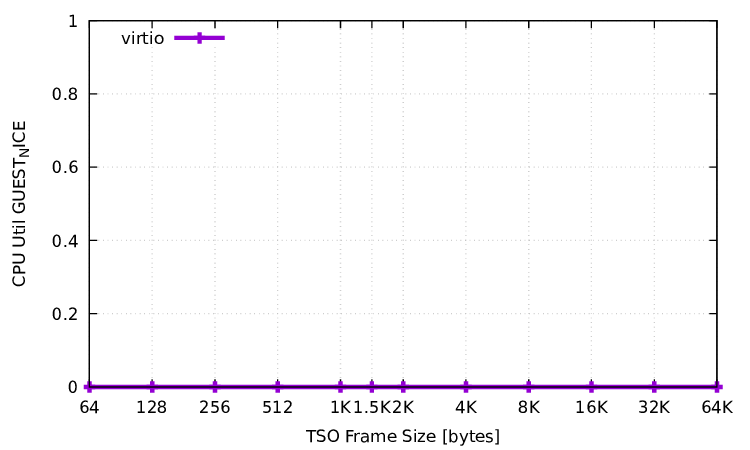 virtio
1
0.8
0.6
0.4
0.2
0
CPU Util GUEST_NICE
64 128 256 512 1K 1.5K 2K 4K 8K 16K 32K 64K
TSO Frame Size [bytes]